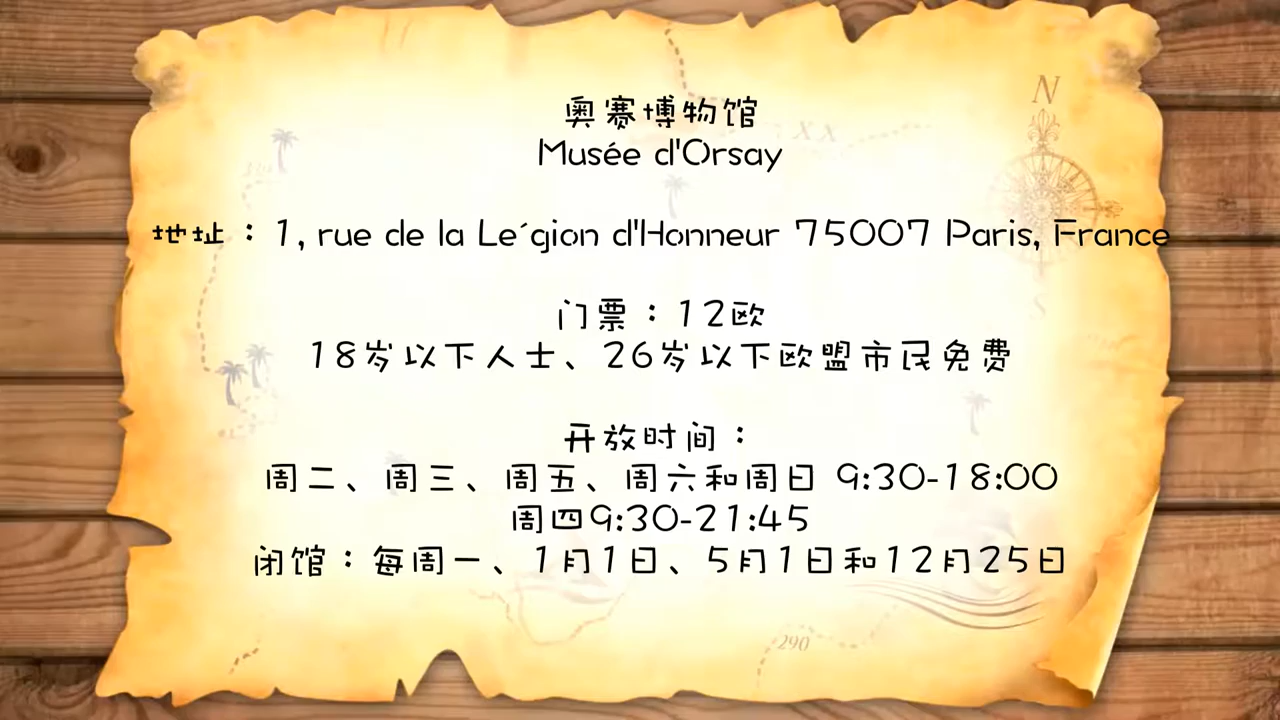 奥赛博物馆
Musée d'Orsay
地址：1, rue de la Le´gion d'Honneur 75007 Paris, France
门票：12欧
18岁以下人士、26岁以下欧盟市民免费
开放时间：
周二、周三、周五、周六和周日 9:30-18:00
周四9:30-21:45
闭馆：每周一、1月1日、5月1日和12月25日
N
XX
S
290